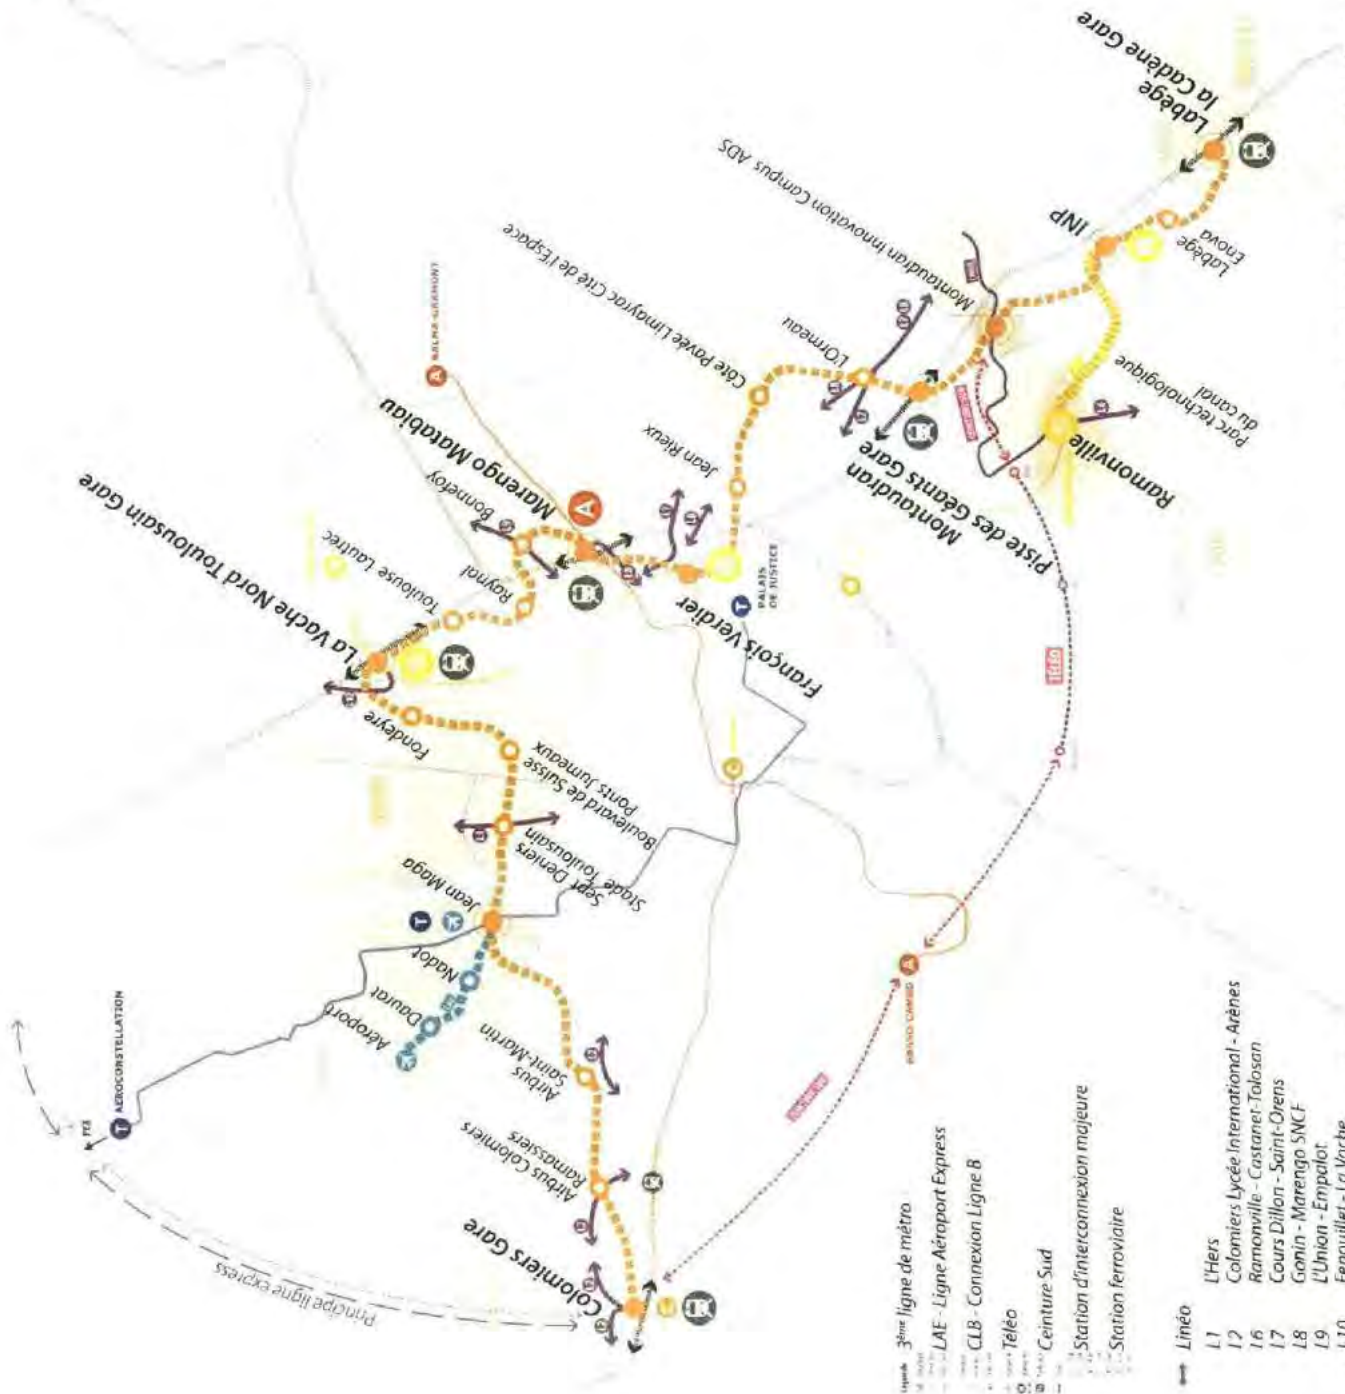 Labège
la Cadène Gare
INP
Labège
Enova
Montaudran Innovation Campus ADS
Parc technologique
du canal
Ramonville
Montaudran
Piste des Géants Gare
L'Ormeau
Côte Pavée Limayrac Cité de l'Espace
Jean Rieux
François Verdier
T
PALAIS
DE JUSTICE
A
BALMA-GRAMONT
Marengo Matabiau
A
Bonnefoy
Raynal
Toulouse Lautrec
La Vache Nord Toulousain Gare
Fondeyre
Boulevard de Suisse
Ponts Jumeaux
Sept Deniers
Stade Toulousain
Jean Maga
T
Nadot
Daurat
Aéroport
T
AEROCONSTELLATION
Airbus
Saint-Martin
Airbus Colomiers
Ramassiers
Colomiers Gare
Principe ligne express
TÉLÉO
A
BASSO CAMBO
3ème ligne de métro
LAE - Ligne Aéroport Express
CLB - Connexion Ligne B
Téléo
Ceinture Sud
Station d'interconnexion majeure
Station ferroviaire
Linéo
L1 L'Hers
L2 Colomiers Lycée International - Arènes
L6 Ramonville - Castanet-Tolosan
L7 Cours Dillon - Saint-Orens
L8 Gonin - Marengo SNCF
L9 L'Union - Empalot
L10 Fenouillet - La Vache